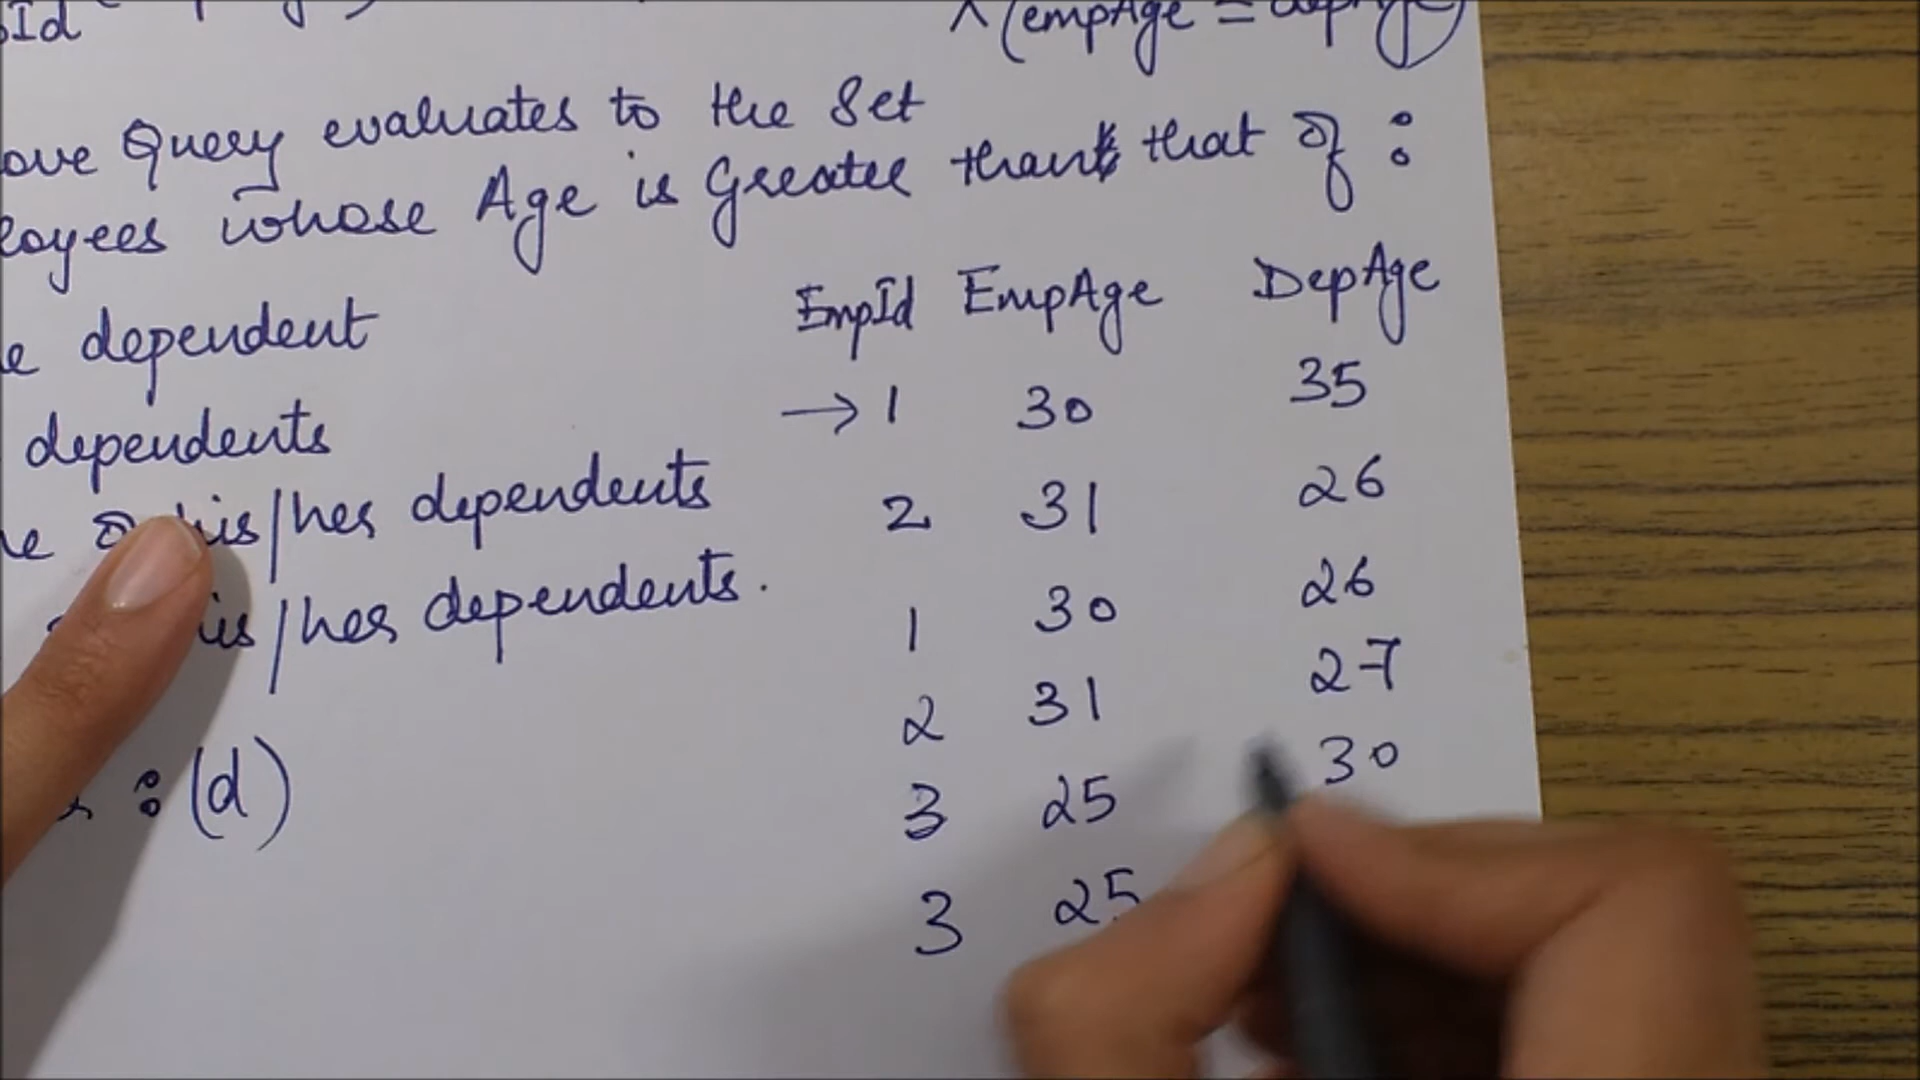 Id ∧(empAge = depAge)
ove Query evaluates to the Set
loyees whose Age is Greater than that of :
e dependent
dependents
his/her dependents
his/her dependents.
: (d)
EmpId EmpAge DepAge
→ 1 30 35
2 31 26
1 30 26
2 31 27
3 25 30
3 25